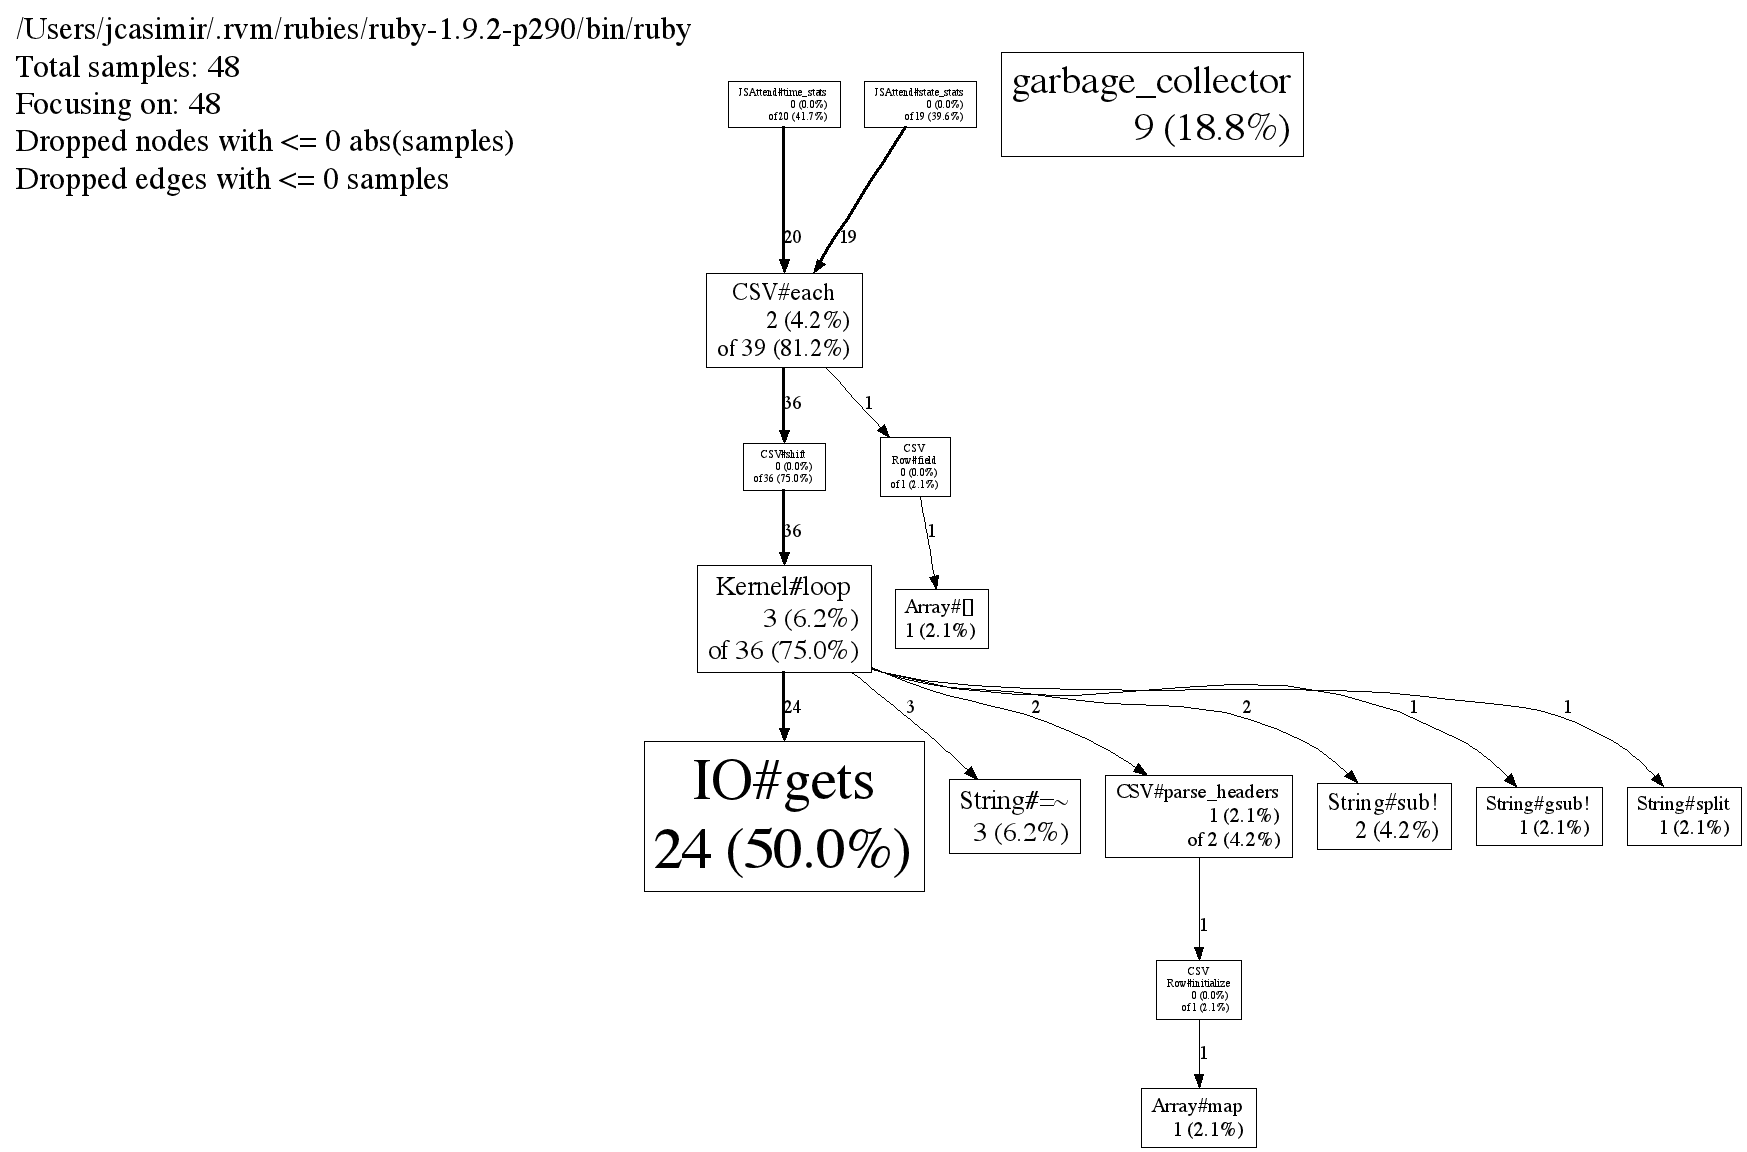 /Users/jcasimir/.rvm/rubies/ruby-1.9.2-p290/bin/ruby
Total samples: 48
Focusing on: 48
Dropped nodes with <= 0 abs(samples)
Dropped edges with <= 0 samples
JSAttend#time_stats
0 (0.0%)
of 20 (41.7%)
JSAttend#state_stats
0 (0.0%)
of 19 (39.6%)
garbage_collector
9 (18.8%)
20
19
CSV#each
2 (4.2%)
of 39 (81.2%)
36
1
CSV#shift
0 (0.0%)
of 36 (75.0%)
CSV
Row#field
0 (0.0%)
of 1 (2.1%)
36
1
Kernel#loop
3 (6.2%)
of 36 (75.0%)
Array#[]
1 (2.1%)
24
3
2
2
1
1
IO#gets
24 (50.0%)
String#=~
3 (6.2%)
CSV#parse_headers
1 (2.1%)
of 2 (4.2%)
String#sub!
2 (4.2%)
String#gsub!
1 (2.1%)
String#split
1 (2.1%)
1
CSV
Row#initialize
0 (0.0%)
of 1 (2.1%)
1
Array#map
1 (2.1%)